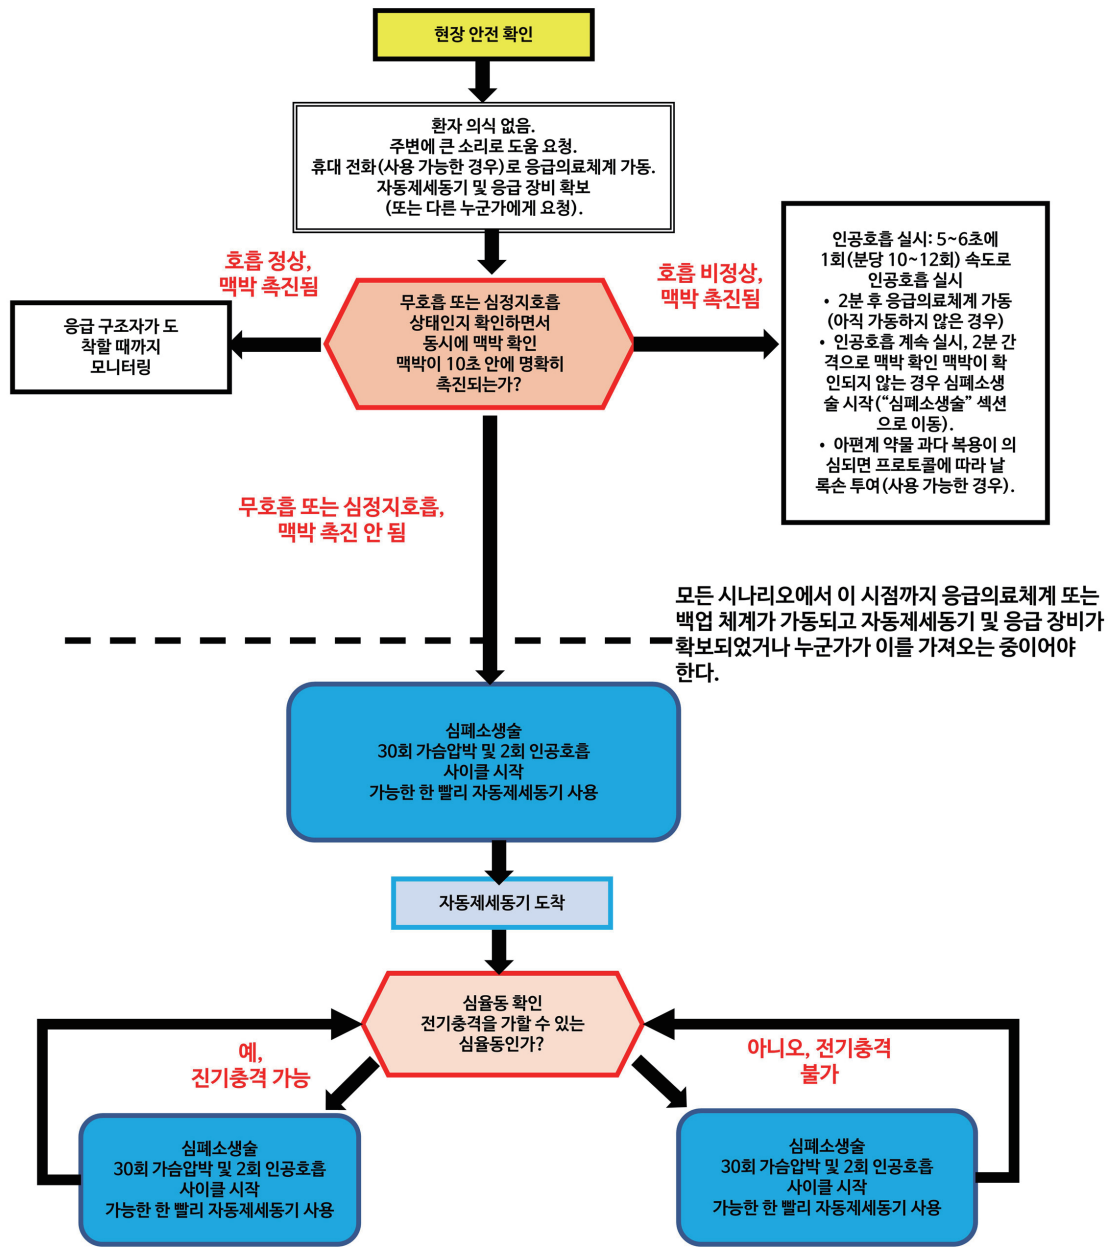 현장 안전 확인
환자 의식 없음.
주변에 큰 소리로 도움 요청.
휴대 전화(사용 가능한 경우)로 응급의료체계 가동.
자동제세동기 및 응급 장비 확보
(또는 다른 누군가에게 요청).
호흡 정상,
맥박 촉진됨
호흡 비정상,
맥박 촉진됨
응급 구조자가 도
착할 때까지
모니터링
무호흡 또는 심정지호흡
상태인지 확인하면서
동시에 맥박 확인
맥박이 10초 안에 명확히
촉진되는가?
인공호흡 실시: 5~6초에
1회(분당 10~12회) 속도로
인공호흡 실시
• 2분 후 응급의료체계 가동
(아직 가동하지 않은 경우)
• 인공호흡 계속 실시, 2분 간
격으로 맥박 확인 맥박이 확
인되지 않는 경우 심폐소생
술 시작(“심폐소생술” 섹션
으로 이동).
• 아편계 약물 과다 복용이 의
심되면 프로토콜에 따라 날
록손 투여(사용 가능한 경우).
무호흡 또는 심정지호흡,
맥박 촉진 안 됨
모든 시나리오에서 이 시점까지 응급의료체계 또는
백업 체계가 가동되고 자동제세동기 및 응급 장비가
확보되었거나 누군가가 이를 가져오는 중이어야
한다.
심폐소생술
30회 가슴압박 및 2회 인공호흡
사이클 시작
가능한 한 빨리 자동제세동기 사용
자동제세동기 도착
심율동 확인
전기충격을 가할 수 있는
심율동인가?
예,
진기충격 가능
아니오, 전기충격
불가
심폐소생술
30회 가슴압박 및 2회 인공호흡
사이클 시작
가능한 한 빨리 자동제세동기 사용
심폐소생술
30회 가슴압박 및 2회 인공호흡
사이클 시작
가능한 한 빨리 자동제세동기 사용